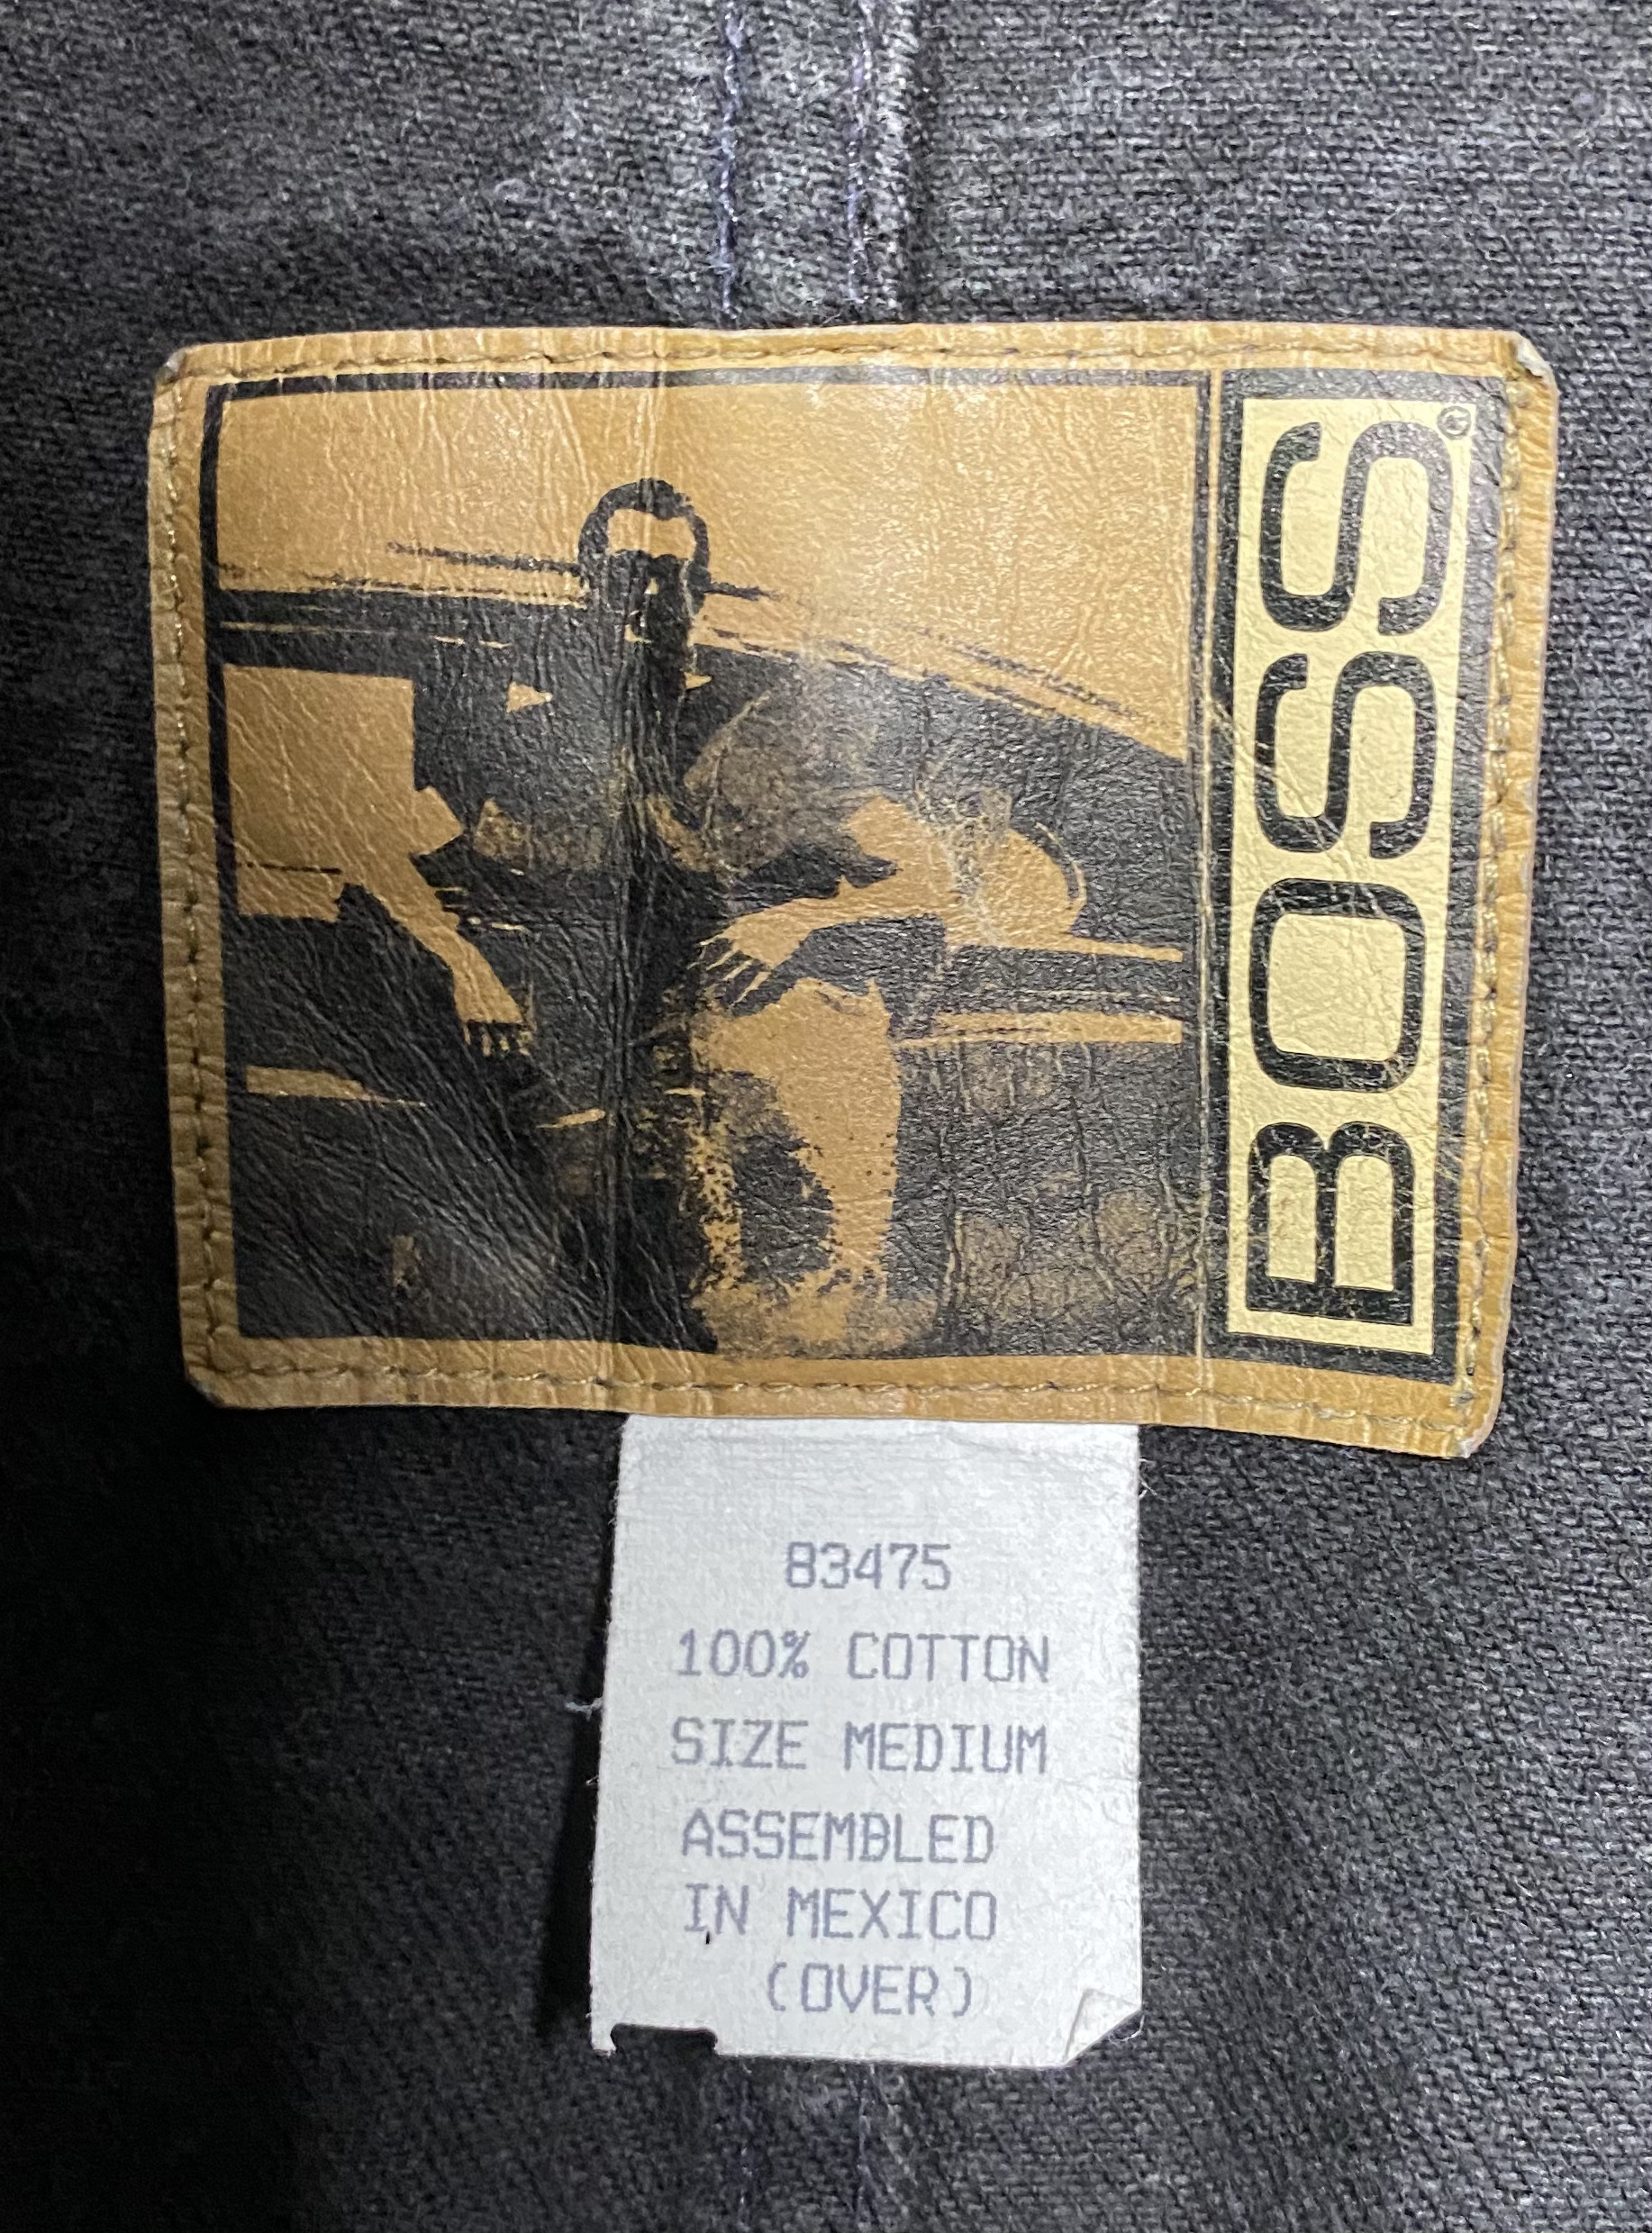 BOSS®
83475
100% COTTON
SIZE MEDIUM
ASSEMBLED
IN MEXICO
(OVER)